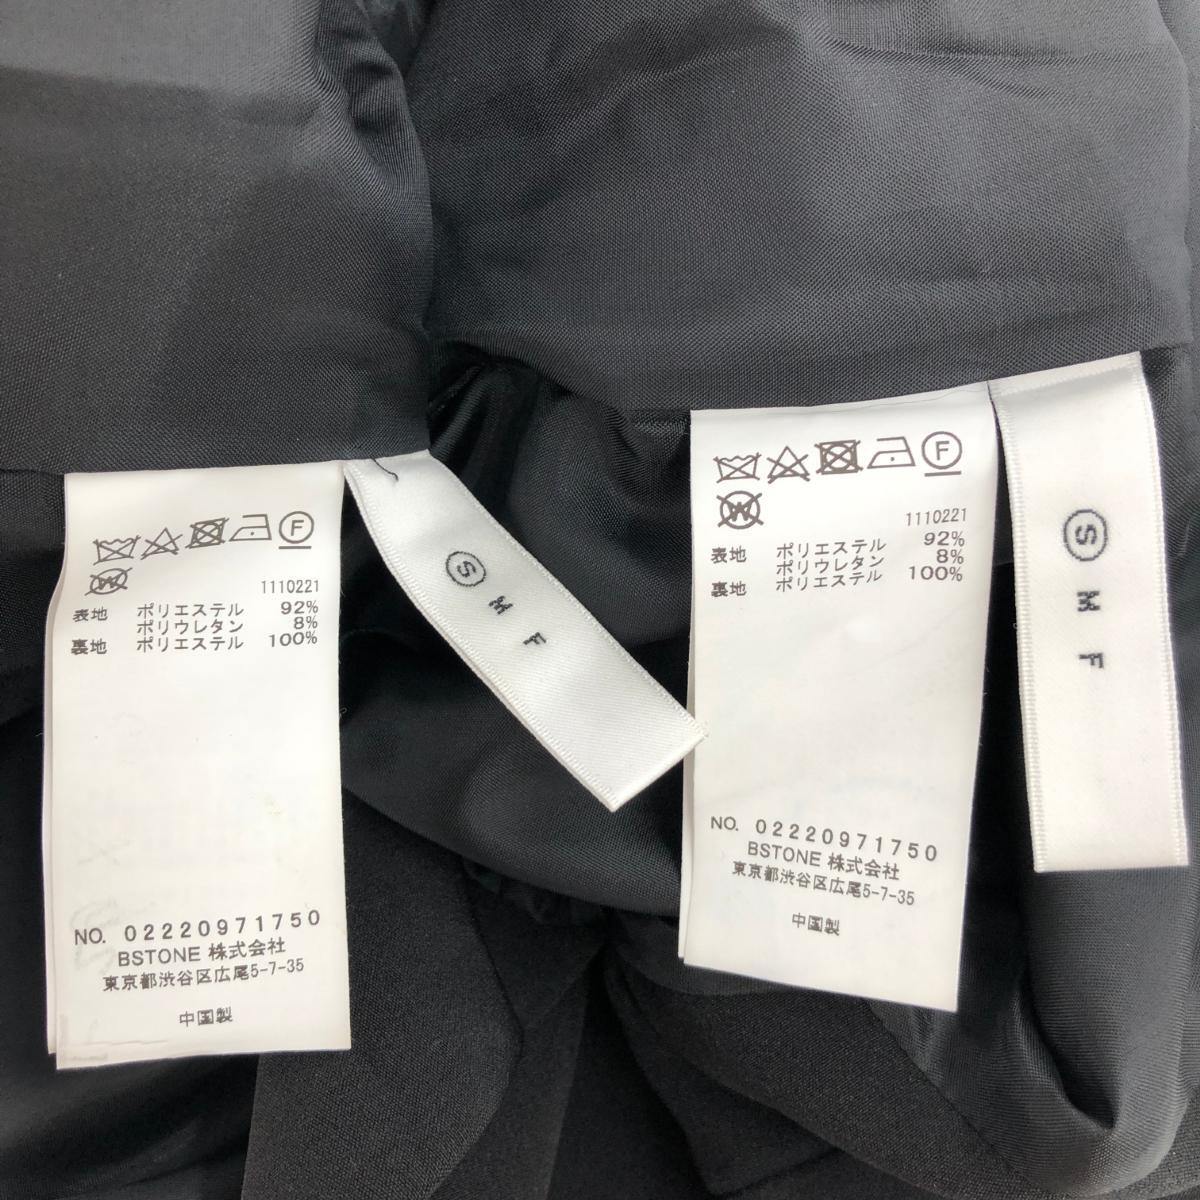 F
W
1110221
表地 ポリエステル 92%
ポリウレタン 8%
裏地 ポリエステル 100%
NO. 02220971750
BSTONE 株式会社
東京都渋谷区広尾5-7-35
中国製
S M F
F
W
1110221
表地 ポリエステル 92%
ポリウレタン 8%
裏地 ポリエステル 100%
NO. 02220971750
BSTONE 株式会社
東京都渋谷区広尾5-7-35
中国製
S M F